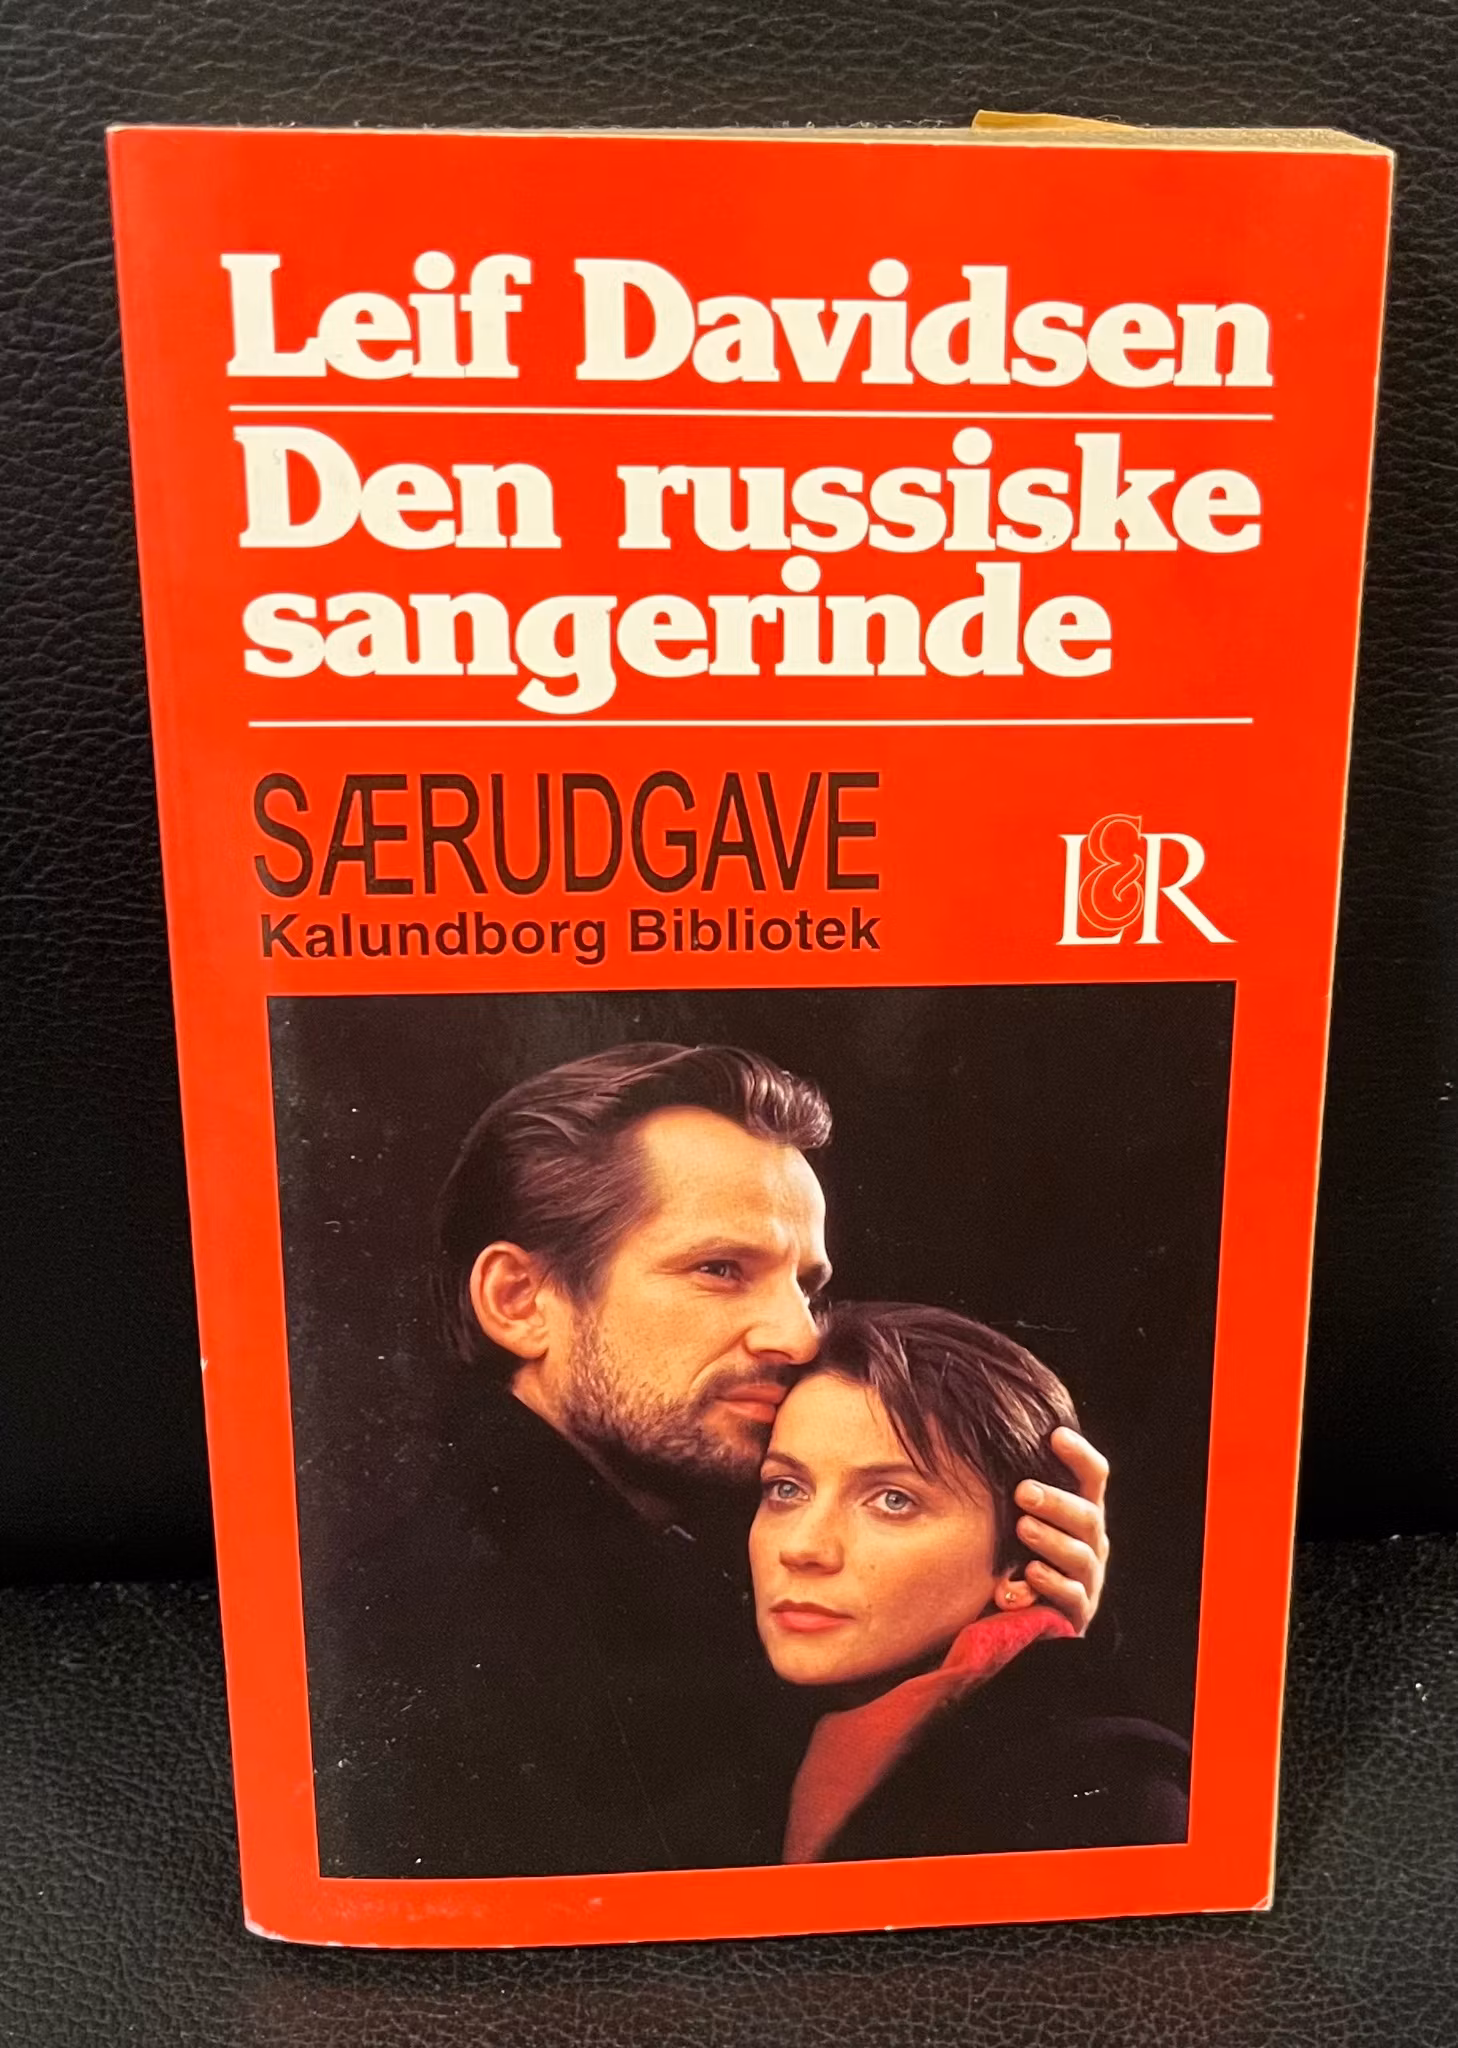 Leif Davidsen
Den russiske
sangerinde
SÆRUDGAVE
Kalundborg Bibliotek
L&R